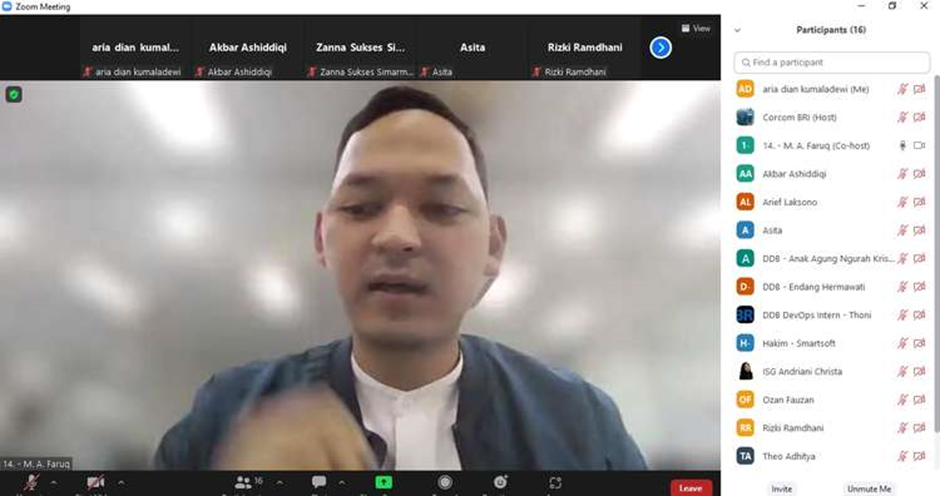 Zoom Meeting
View
aria dian kumal...
Akbar Ashiddiqi
Zanna Sukses Si...
Asita
Rizki Ramdhani
aria dian kumaladewi
Akbar Ashiddiqi
Zanna Sukses Simarm...
Asita
Rizki Ramdhani
14. - M. A. Faruq
16
Leave
Participants (16)
Find a participant
AD aria dian kumaladewi (Me)
Corcom BRI (Host)
1- 14. - M. A. Faruq (Co-host)
AA Akbar Ashiddiqi
AL Arief Laksono
A Asita
A DDB - Anak Agung Ngurah Kris...
D- DDB - Endang Hermawati
BR DDB DevOps Intern - Thoni
H- Hakim - Smartsoft
ISG Andriani Christa
OF Ozan Fauzan
RR Rizki Ramdhani
TA Theo Adhitya
Invite
Unmute Me